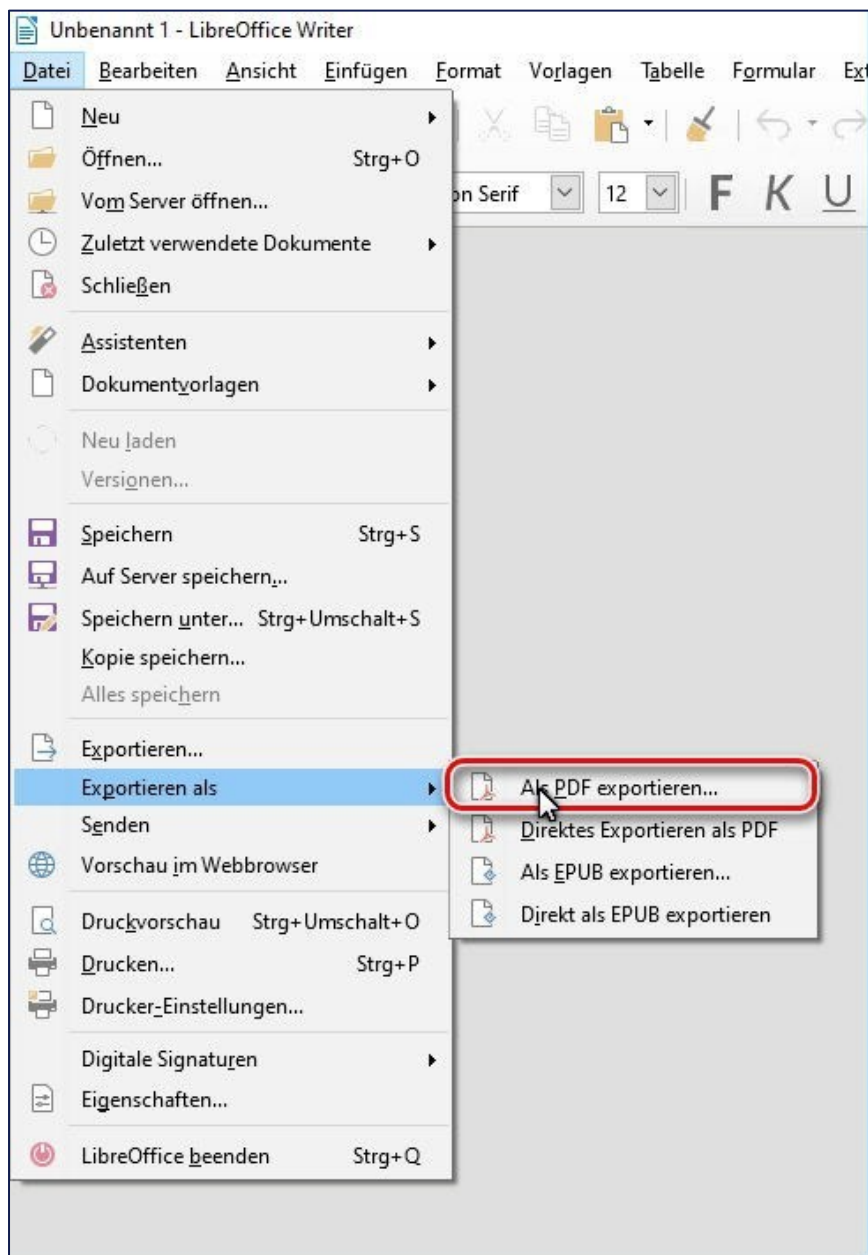 Unbenannt 1 - LibreOffice Writer
Datei Bearbeiten Ansicht Einfügen Format Vorlagen Tabelle Formular
Neu
Öffnen... Strg+O
Serif 12 F K U
Vom Server öffnen...
Zuletzt verwendete Dokumente
Schließen
Assistenten
Dokumentvorlagen
Neu laden
Versionen...
Speichern Strg+S
Auf Server speichern...
Speichern unter... Strg+Umschalt+S
Kopie speichern...
Alles speichern
Exportieren...
Exportieren als
Als PDF exportieren...
Senden
Direktes Exportieren als PDF
Vorschau im Webbrowser
Als EPUB exportieren...
Druckvorschau Strg+Umschalt+O
Direkt als EPUB exportieren
Drucken... Strg+P
Drucker-Einstellungen...
Digitale Signaturen
Eigenschaften...
LibreOffice beenden Strg+Q